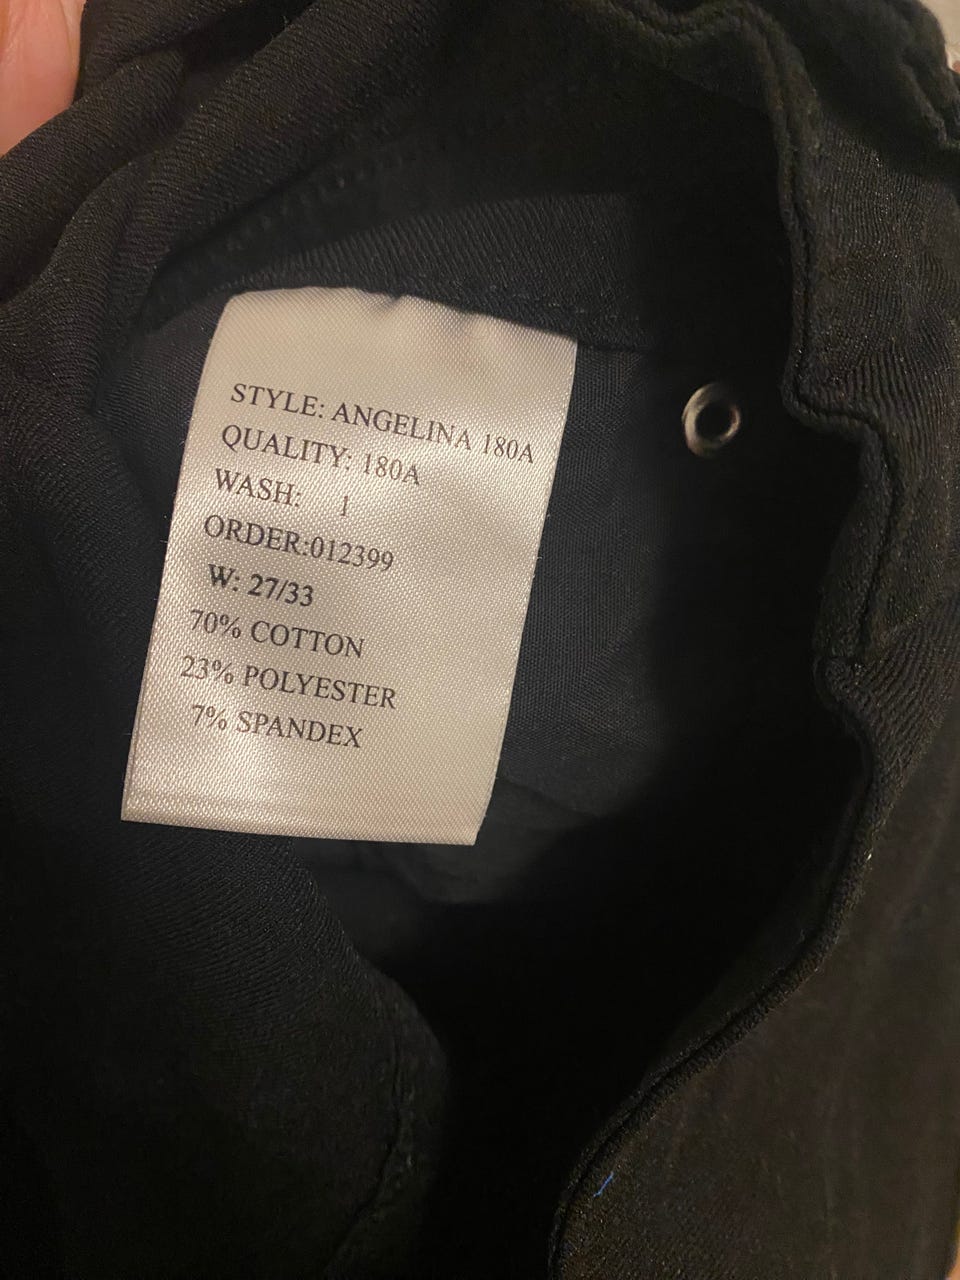 STYLE: ANGELINA 180A
QUALITY: 180A
WASH: 1
ORDER:012399
W: 27/33
70% COTTON
23% POLYESTER
7% SPANDEX